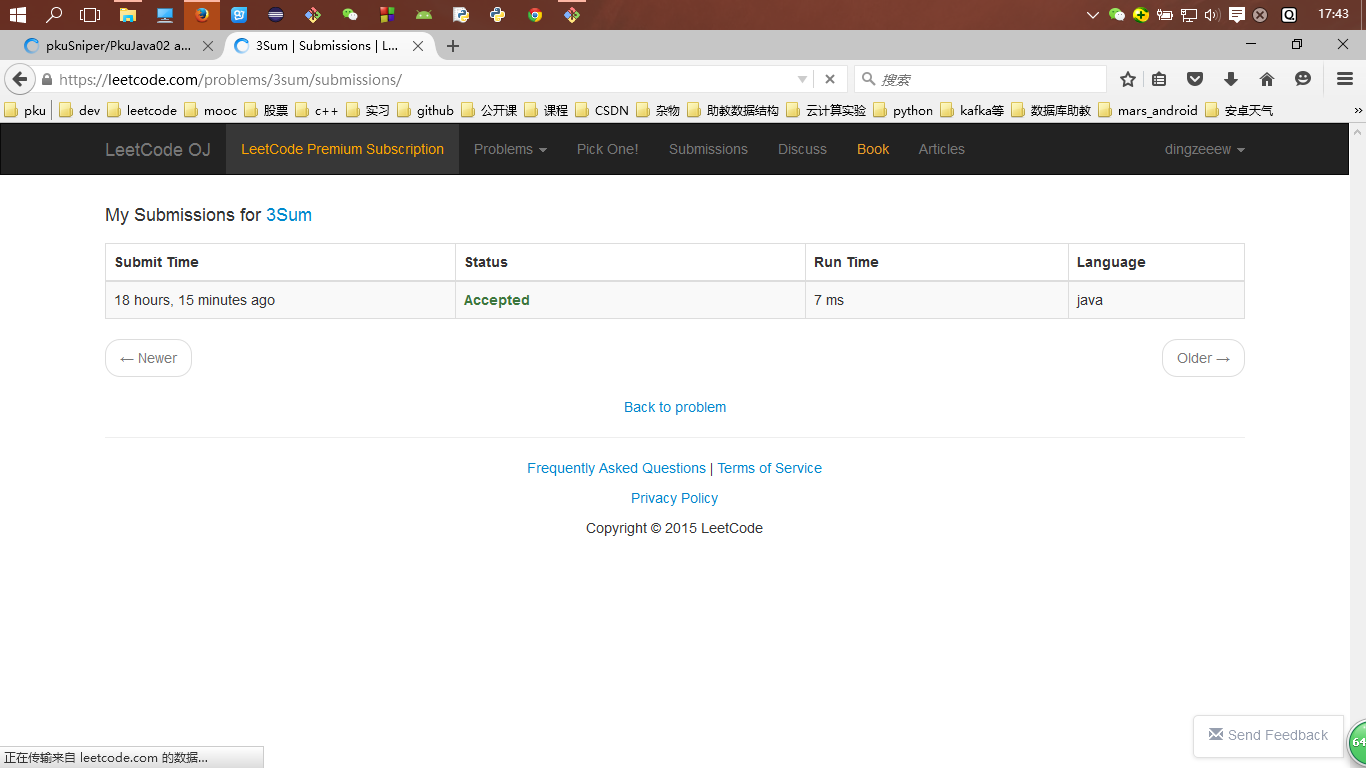 17:43
pkuSniper/PkuJava02 a...
3Sum | Submissions | L...
https://leetcode.com/problems/3sum/submissions/
搜索
pku dev leetcode mooc 股票 c++ 实习 github 公开课 课程 CSDN 杂物 助教数据结构 云计算实验 python kafka等 数据库助教 mars_android 安卓天气 »
LeetCode OJ LeetCode Premium Subscription Problems Pick One! Submissions Discuss Book Articles dingzeeew
My Submissions for 3Sum
Submit Time Status Run Time Language
18 hours, 15 minutes ago Accepted 7 ms java
← Newer Older →
Back to problem
Frequently Asked Questions | Terms of Service
Privacy Policy
Copyright © 2015 LeetCode
Send Feedback
64
正在传输来自 leetcode.com 的数据...